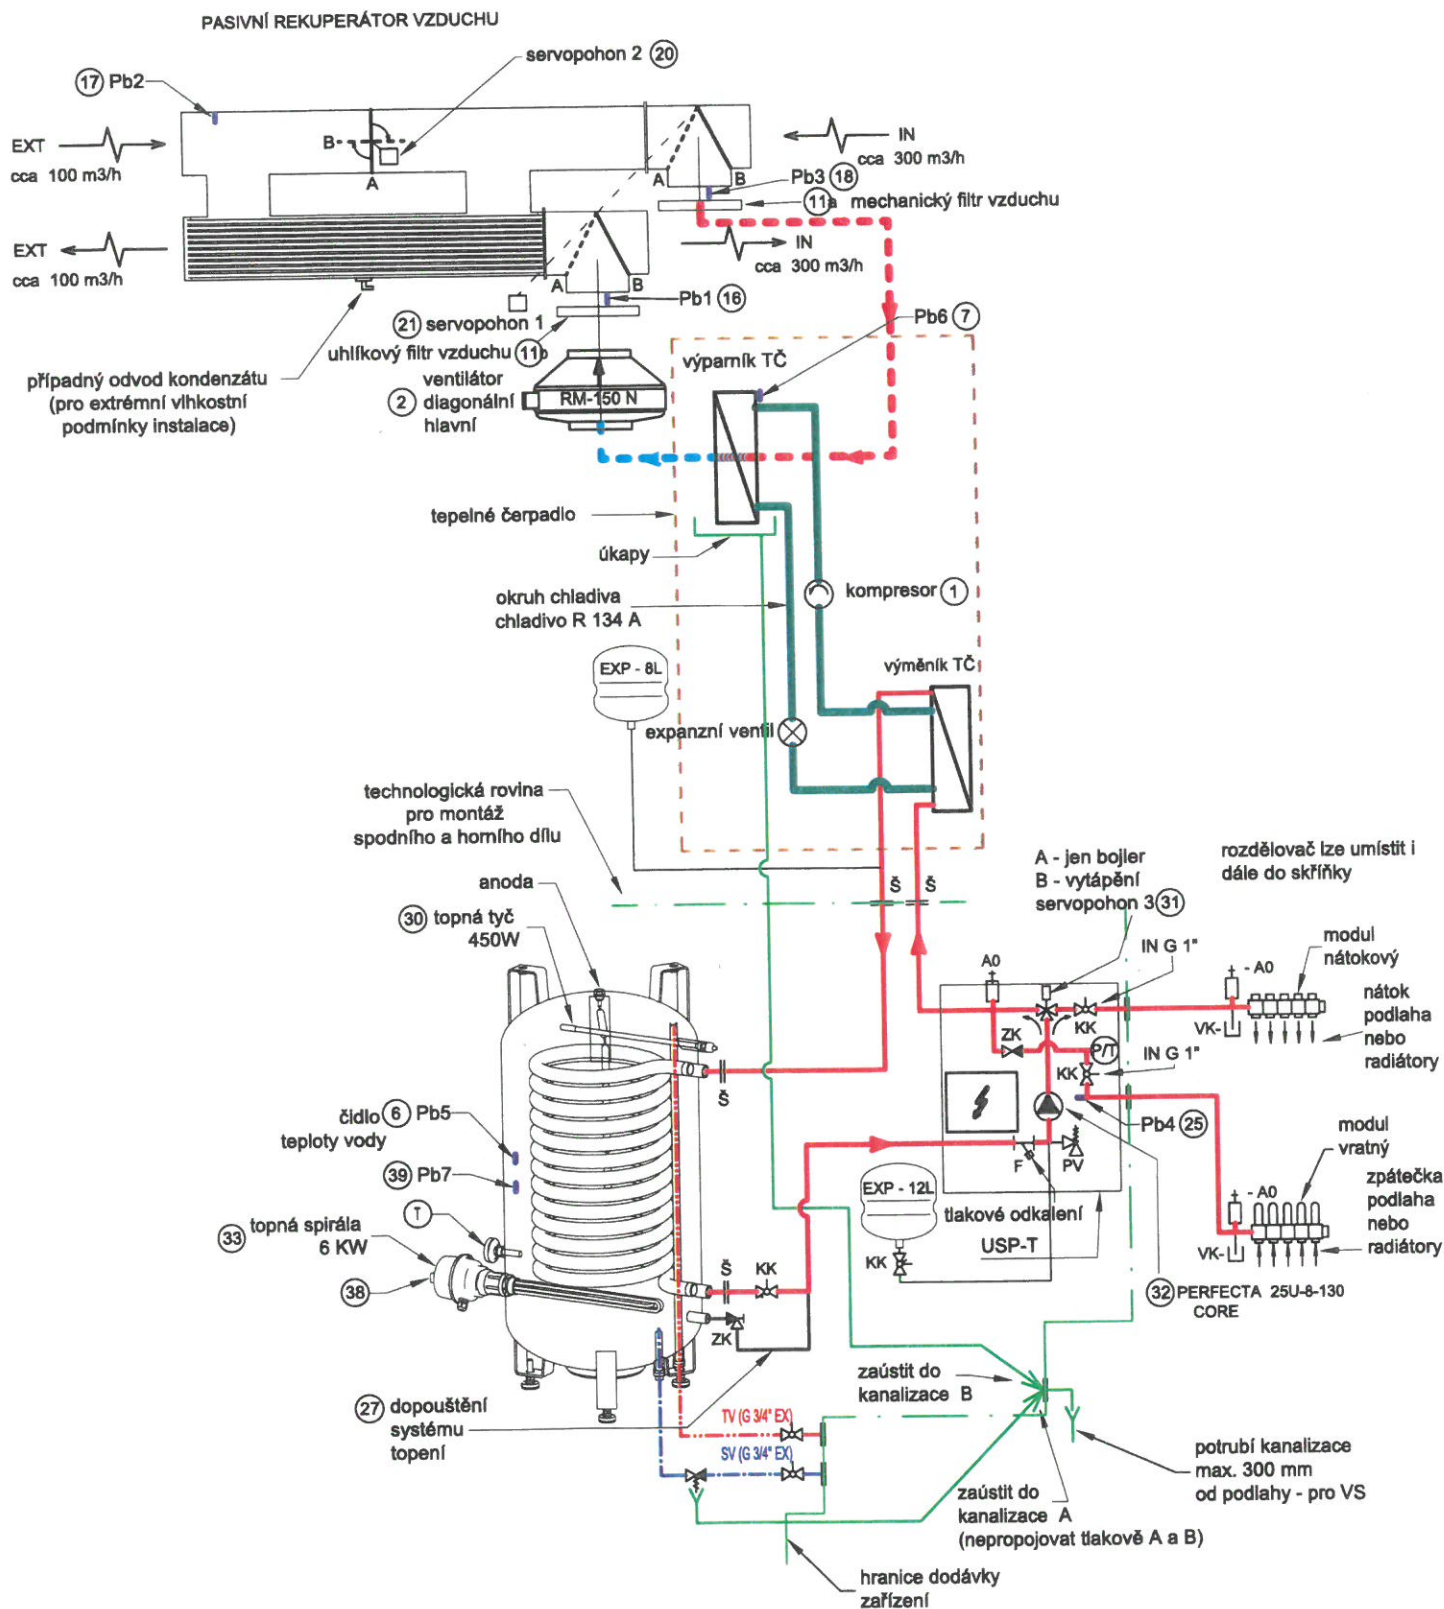 PASIVNÍ REKUPERÁTOR VZDUCHU
servopohon 2 20
17 Pb2
EXT
cca 100 m3/h
B
A
IN
cca 300 m3/h
A
B
Pb3 18
11a mechanický filtr vzduchu
EXT
cca 100 m3/h
IN
cca 300 m3/h
A
B
Pb1 16
21 servopohon 1
uhlíkový filtr vzduchu 11b
Pb6 7
výparník TČ
případný odvod kondenzátu
(pro extrémní vlhkostní
podmínky instalace)
2
ventilátor
diagonální
hlavní
RM-150 N
tepelné čerpadlo
úkapy
okruh chladiva
chladivo R 134 A
kompresor 1
EXP - 8L
výměník TČ
expanzní ventil
technologická rovina
pro montáž
spodního a horního dílu
A - jen bojler
B - vytápění
servopohon 3 31
rozdělovač lze umístit i
dále do skříňky
Š
Š
anoda
30 topná tyč
450W
IN G 1"
A0
- A0
modul
nátokový
nátok
podlaha
nebo
radiátory
KK
VK-
ZK
P/T
IN G 1"
KK
Š
čidlo 6 Pb5
teploty vody
39 Pb7
Pb4 25
modul
vratný
F
PV
EXP - 12L
- A0
zpátečka
podlaha
nebo
radiátory
T
33 topná spirála
6 KW
tlakové odkalení
USP-T
VK-
38
Š
KK
KK
32 PERFECTA 25U-6-130
CORE
ZK
zaústit do
kanalizace B
27 dopouštění
systému
topení
TV (G 3/4" EX)
SV (G 3/4" EX)
potrubí kanalizace
max. 300 mm
od podlahy - pro VS
zaústit do
kanalizace A
(nepropojovat tlakově A a B)
hranice dodávky
zařízení